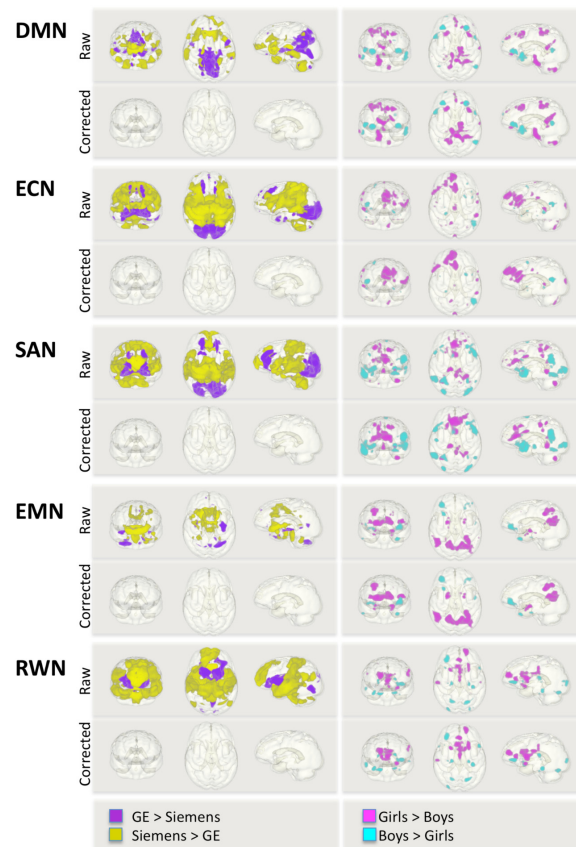 DMN
Raw
Corrected
ECN
Raw
Corrected
SAN
Raw
Corrected
EMN
Raw
Corrected
RWN
Raw
Corrected
GE > Siemens
Siemens > GE
Girls > Boys
Boys > Girls